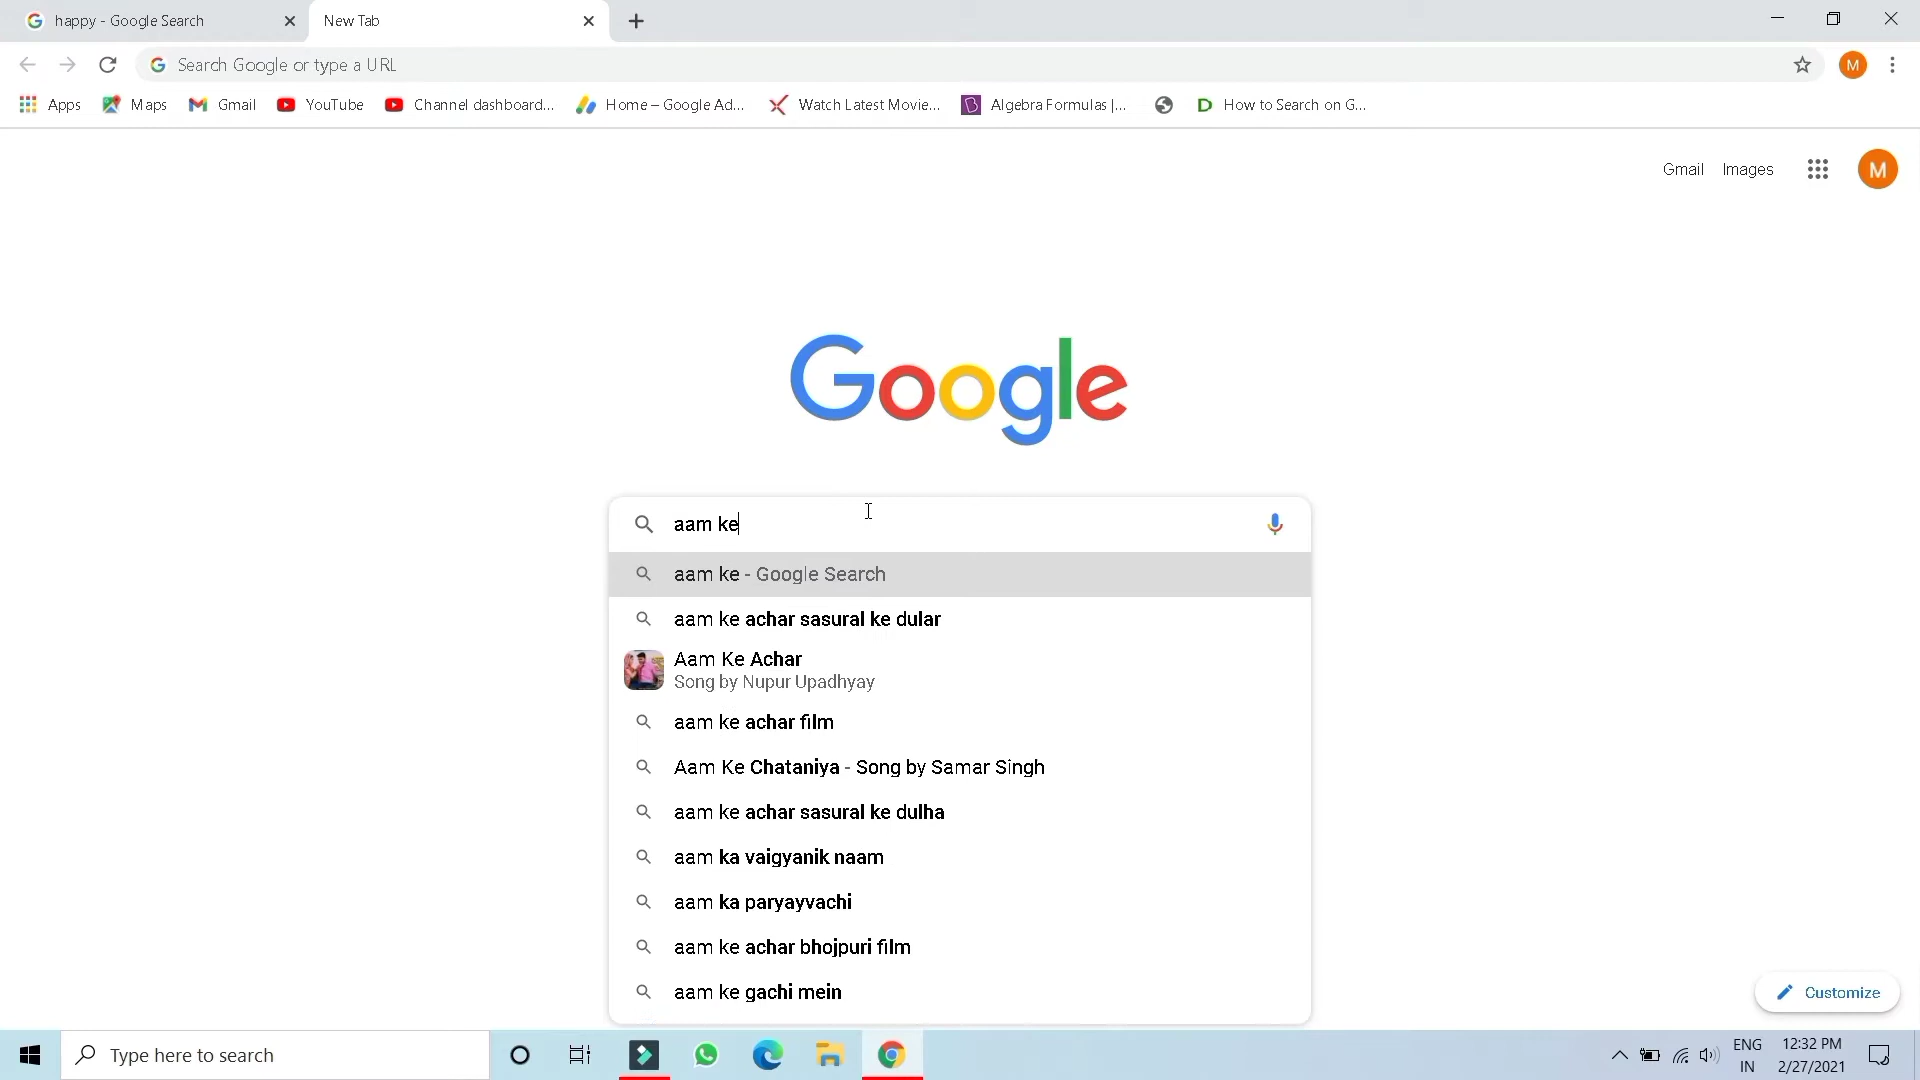 happy - Google Search
New Tab
Search Google or type a URL
Apps
Maps
Gmail
YouTube
Channel dashboard...
Home – Google Ad...
Watch Latest Movie...
Algebra Formulas |...
How to Search on G...
M
Gmail
Images
M
Google
aam ke
aam ke - Google Search
aam ke achar sasural ke dular
Aam Ke Achar
Song by Nupur Upadhyay
aam ke achar film
Aam Ke Chataniya - Song by Samar Singh
aam ke achar sasural ke dulha
aam ka vaigyanik naam
aam ka paryayvachi
aam ke achar bhojpuri film
aam ke gachi mein
Customize
Type here to search
ENG
IN
12:32 PM
2/27/2021